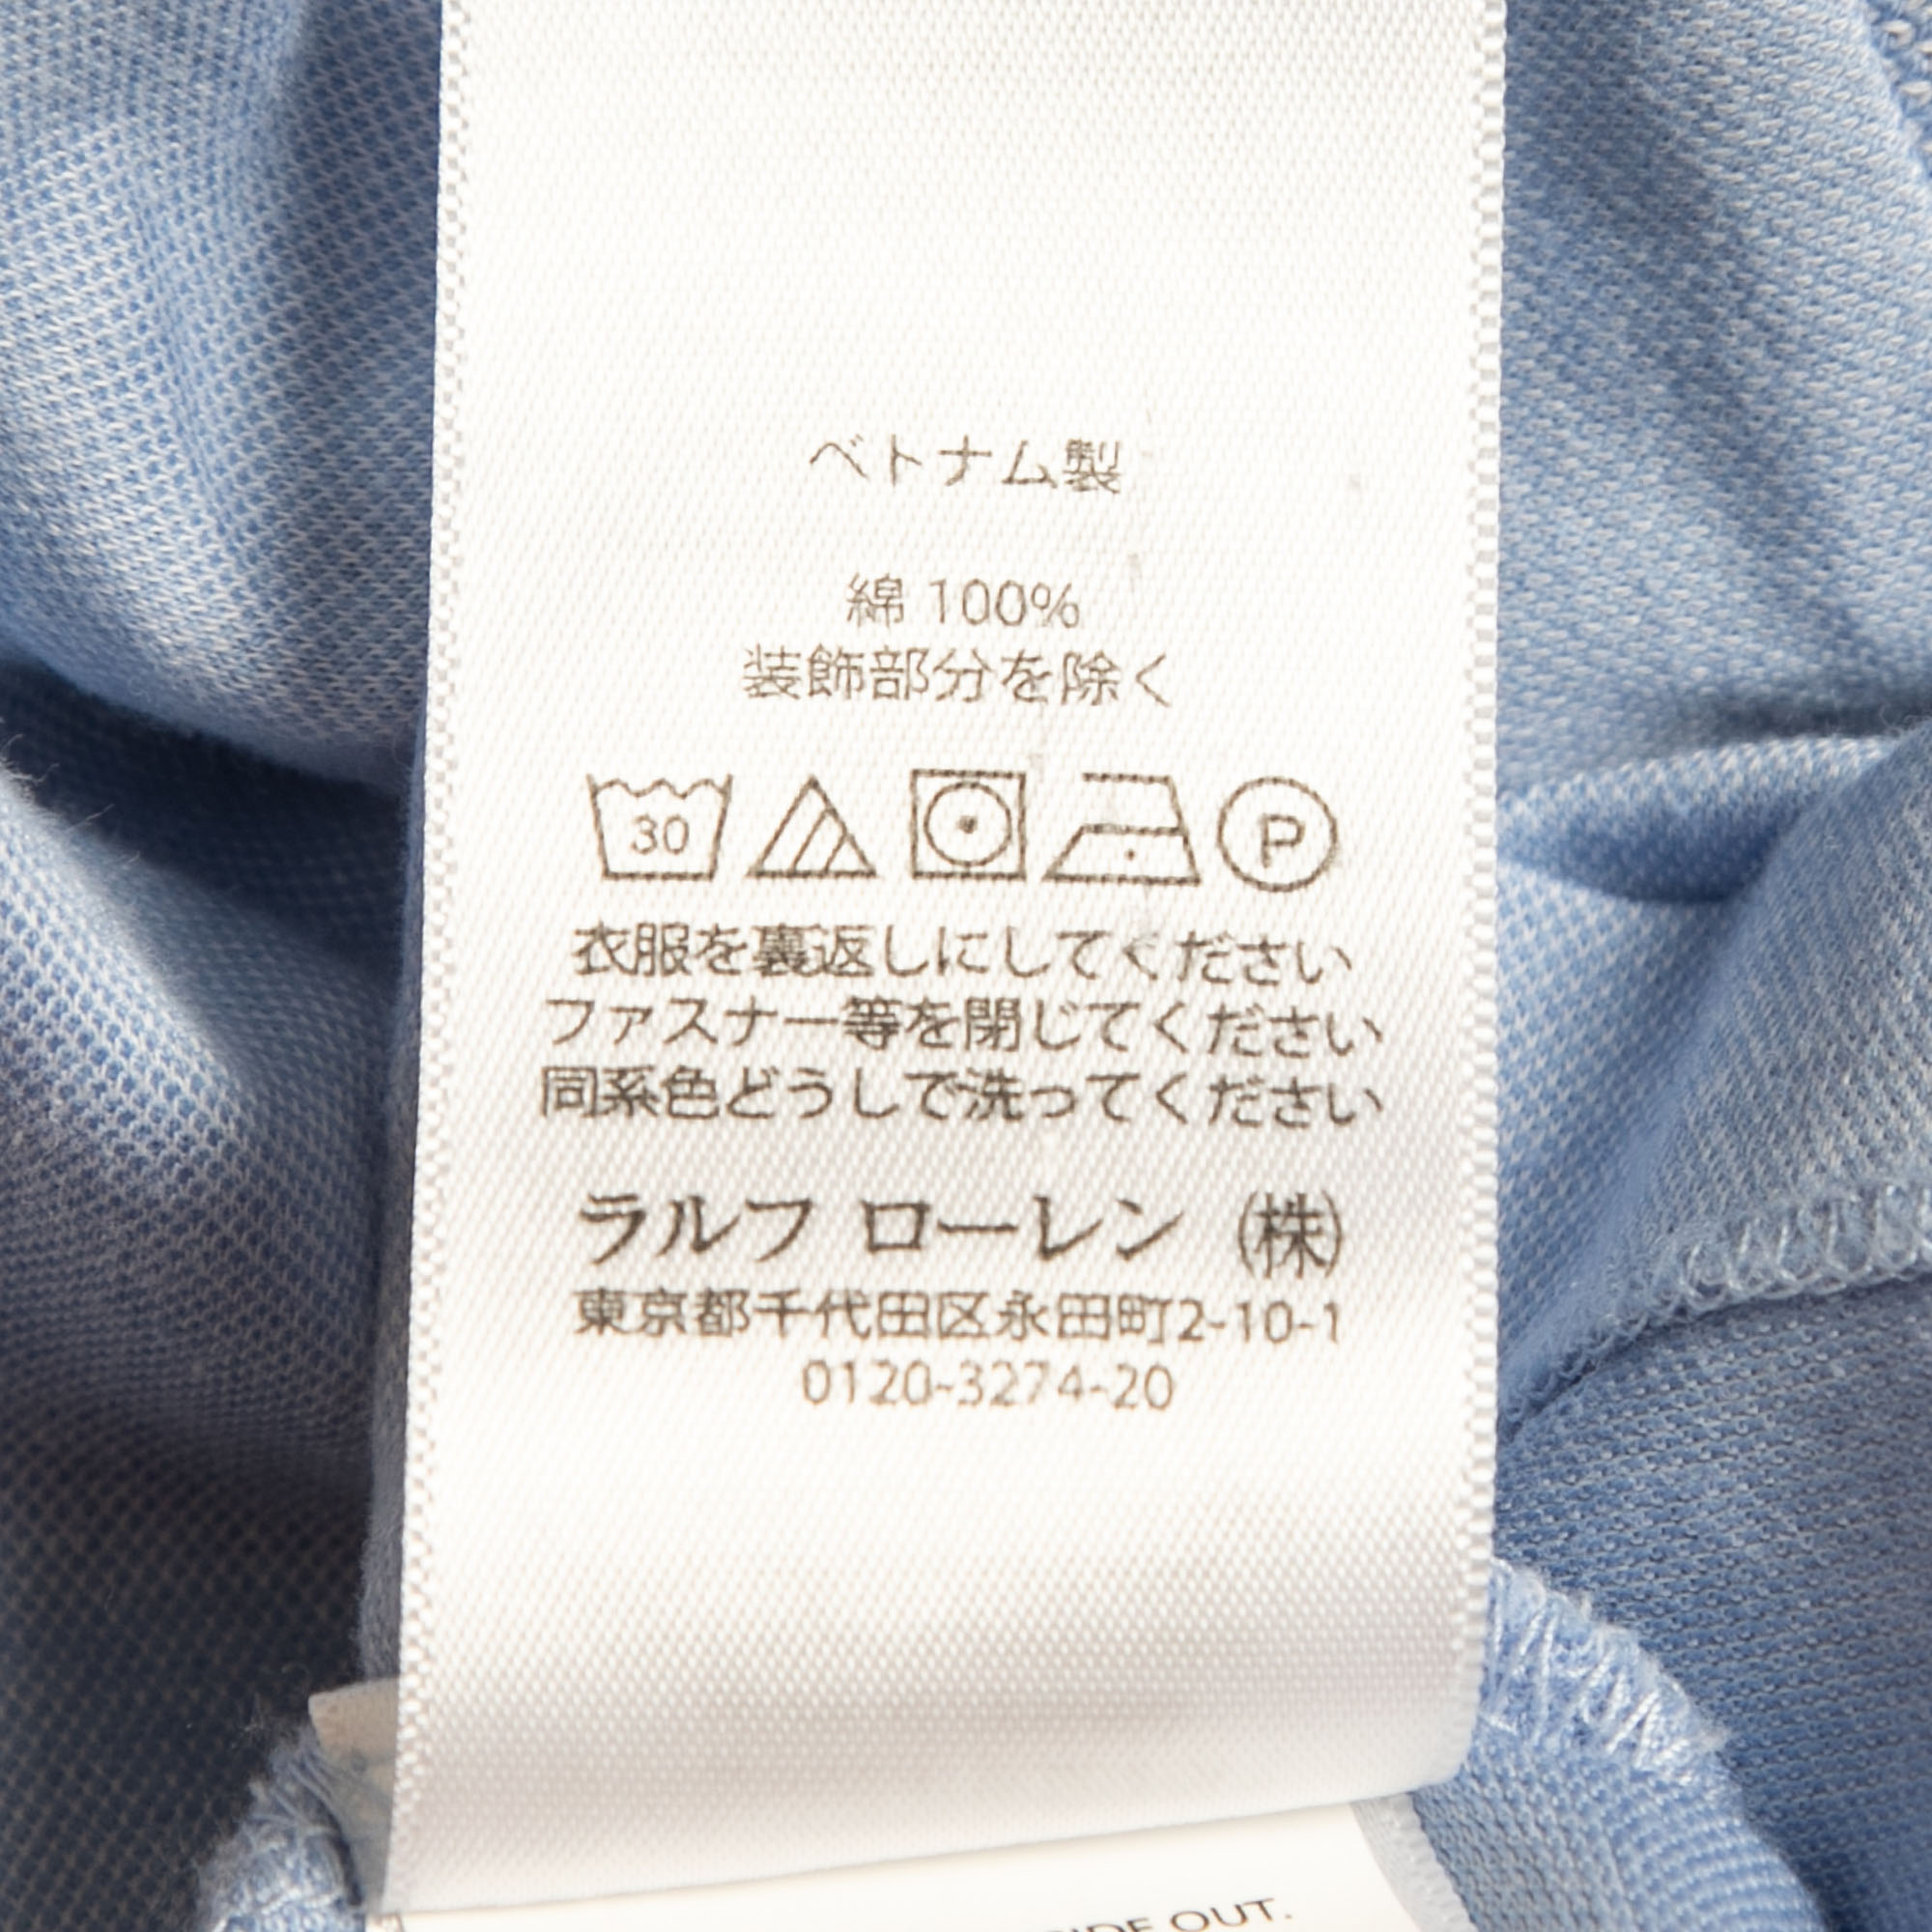 ベトナム製
綿 100%
装飾部分を除く
30 P
衣服を裏返しにしてください
ファスナー等を閉じてください
同系色どうしで洗ってください
ラルフ ローレン ㈱
東京都千代田区永田町2-10-1
0120-3274-20
OUT.